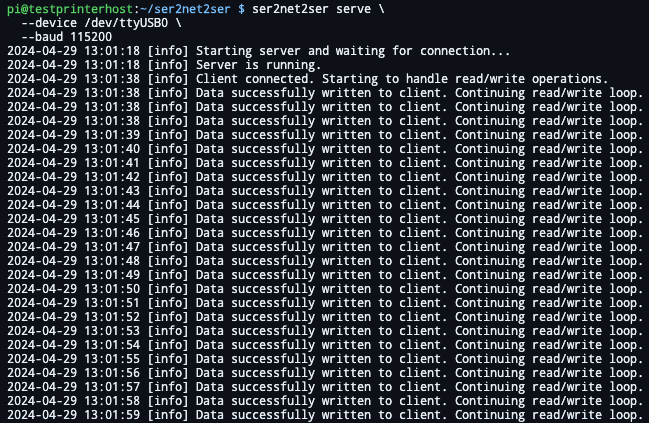 pi@testprinterhost:~/ser2net2ser $ ser2net2ser serve \
  --device /dev/ttyUSB0 \
  --baud 115200
2024-04-29 13:01:18 [info] Starting server and waiting for connection...
2024-04-29 13:01:18 [info] Server is running.
2024-04-29 13:01:38 [info] Client connected. Starting to handle read/write operations.
2024-04-29 13:01:38 [info] Data successfully written to client. Continuing read/write loop.
2024-04-29 13:01:38 [info] Data successfully written to client. Continuing read/write loop.
2024-04-29 13:01:38 [info] Data successfully written to client. Continuing read/write loop.
2024-04-29 13:01:39 [info] Data successfully written to client. Continuing read/write loop.
2024-04-29 13:01:40 [info] Data successfully written to client. Continuing read/write loop.
2024-04-29 13:01:41 [info] Data successfully written to client. Continuing read/write loop.
2024-04-29 13:01:42 [info] Data successfully written to client. Continuing read/write loop.
2024-04-29 13:01:43 [info] Data successfully written to client. Continuing read/write loop.
2024-04-29 13:01:44 [info] Data successfully written to client. Continuing read/write loop.
2024-04-29 13:01:45 [info] Data successfully written to client. Continuing read/write loop.
2024-04-29 13:01:46 [info] Data successfully written to client. Continuing read/write loop.
2024-04-29 13:01:47 [info] Data successfully written to client. Continuing read/write loop.
2024-04-29 13:01:48 [info] Data successfully written to client. Continuing read/write loop.
2024-04-29 13:01:49 [info] Data successfully written to client. Continuing read/write loop.
2024-04-29 13:01:50 [info] Data successfully written to client. Continuing read/write loop.
2024-04-29 13:01:51 [info] Data successfully written to client. Continuing read/write loop.
2024-04-29 13:01:52 [info] Data successfully written to client. Continuing read/write loop.
2024-04-29 13:01:53 [info] Data successfully written to client. Continuing read/write loop.
2024-04-29 13:01:54 [info] Data successfully written to client. Continuing read/write loop.
2024-04-29 13:01:55 [info] Data successfully written to client. Continuing read/write loop.
2024-04-29 13:01:56 [info] Data successfully written to client. Continuing read/write loop.
2024-04-29 13:01:57 [info] Data successfully written to client. Continuing read/write loop.
2024-04-29 13:01:58 [info] Data successfully written to client. Continuing read/write loop.
2024-04-29 13:01:59 [info] Data successfully written to client. Continuing read/write loop.